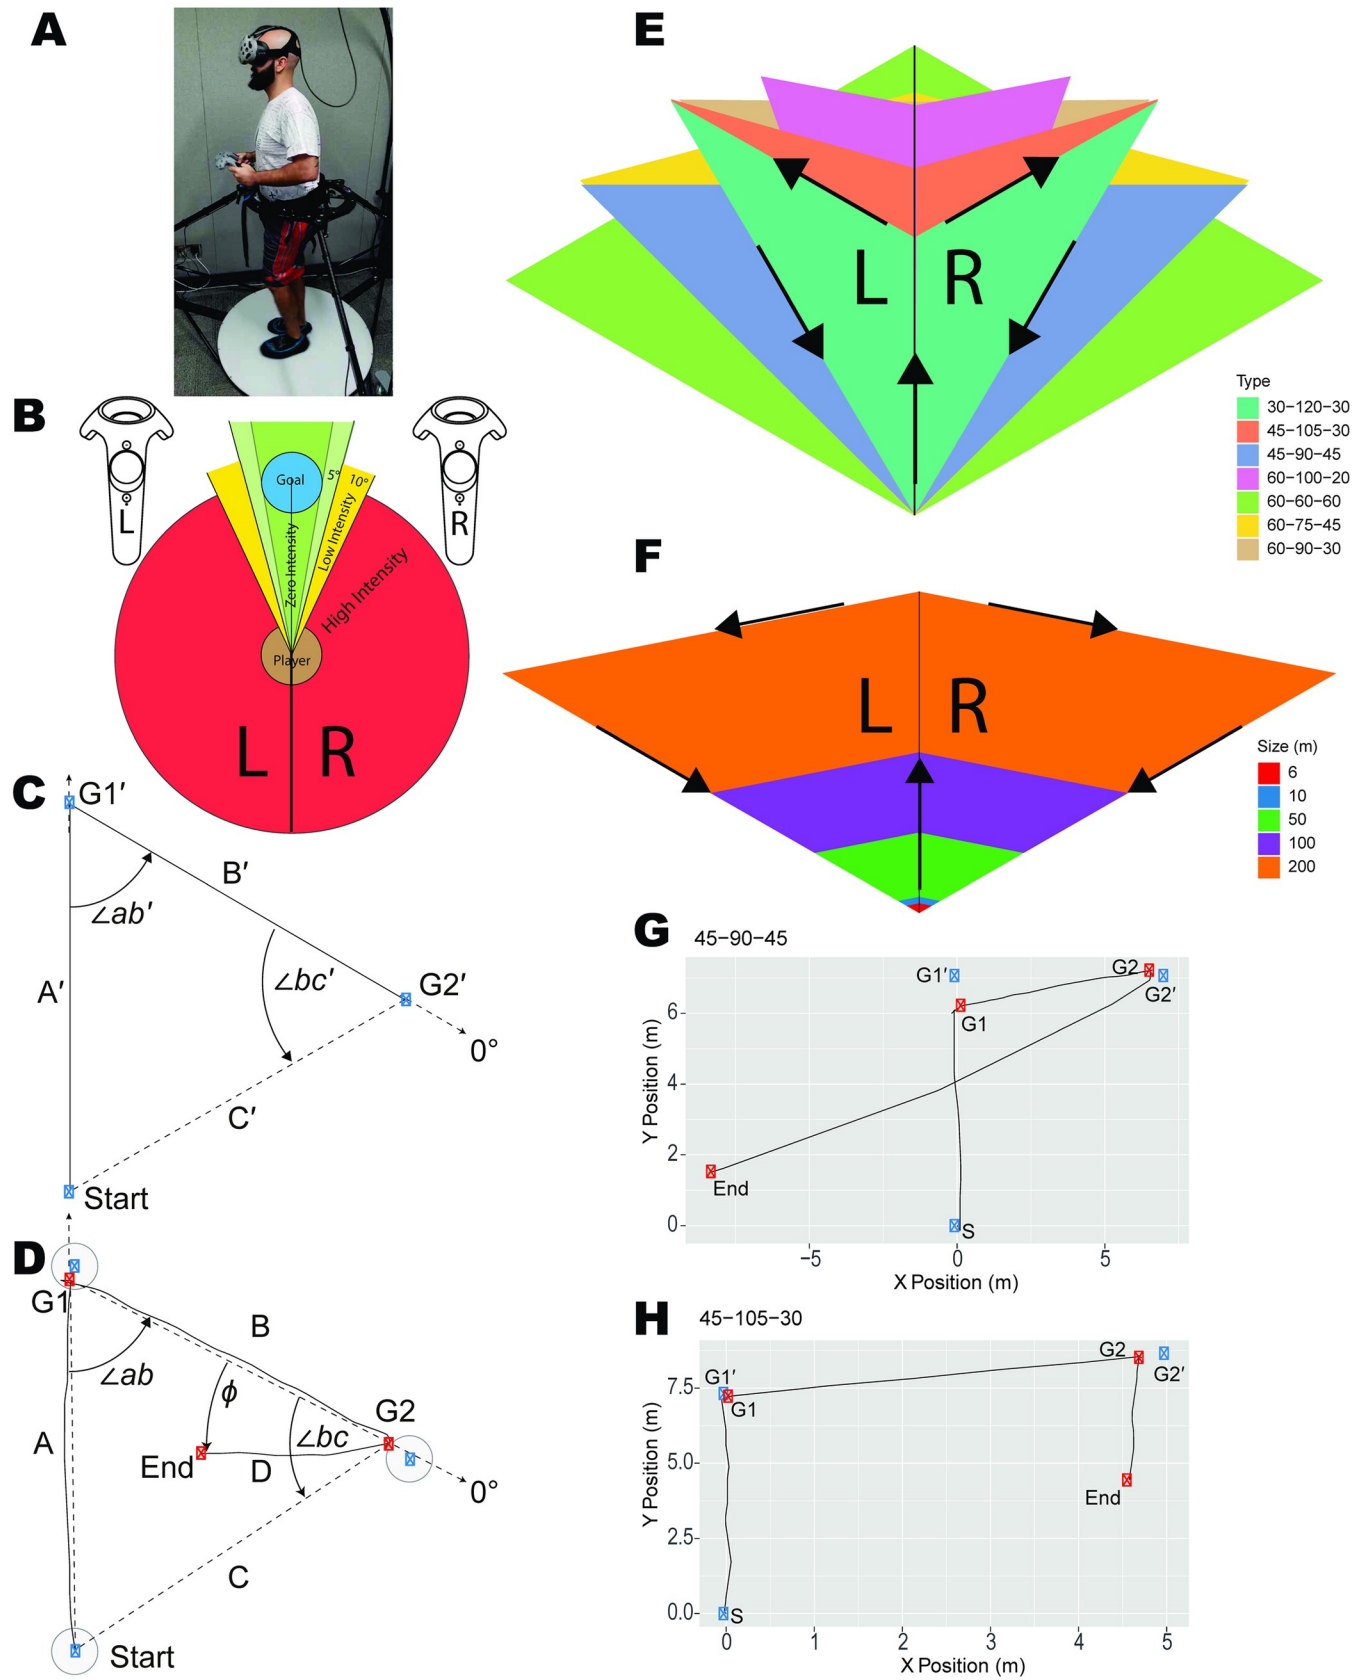 A
B
L
R
Goal
5°
10°
Zero Intensity
Low Intensity
High Intensity
Player
L R
C
G1′
B′
∠ab′
∠bc′
G2′
A′
0°
C′
Start
D
G1
B
∠ab
ϕ
G2
∠bc
A
End
D
0°
C
Start
E
L R
Type
30−120−30
45−105−30
45−90−45
60−100−20
60−60−60
60−75−45
60−90−30
F
L R
Size (m)
6
10
50
100
200
G
45−90−45
G1′
G2
G2′
G1
6
4
2
0
End
S
−5
0
5
Y Position (m)
X Position (m)
H
45−105−30
G1′
G2
G2′
G1
7.5
5.0
2.5
0.0
End
S
0
1
2
3
4
5
Y Position (m)
X Position (m)